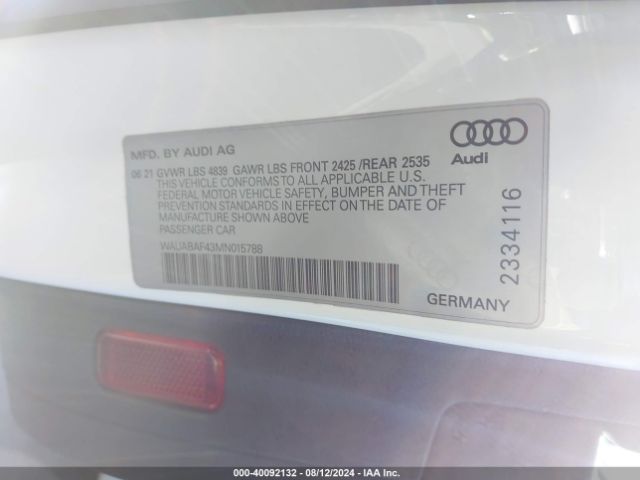 MFD. BY AUDI AG
06 21 GVWR LBS 4839 GAWR LBS FRONT 2425 /REAR 2535
THIS VEHICLE CONFORMS TO ALL APPLICABLE U.S.
FEDERAL MOTOR VEHICLE SAFETY, BUMPER AND THEFT
PREVENTION STANDARDS IN EFFECT ON THE DATE OF
MANUFACTURE SHOWN ABOVE
PASSENGER CAR
WAUABAF43MN015788
Audi
2334116
GERMANY
000-40092132 - 08/12/2024 - IAA Inc.